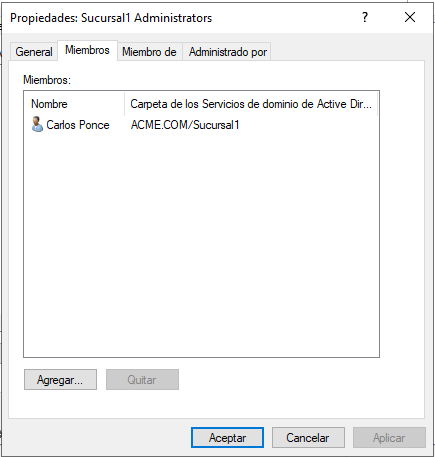 Propiedades: Sucursal1 Administrators
?
General Miembros Miembro de Administrado por
Miembros:
Nombre Carpeta de los Servicios de dominio de Active Dir...
Carlos Ponce ACME.COM/Sucursal1
Agregar... Quitar
Aceptar Cancelar Aplicar